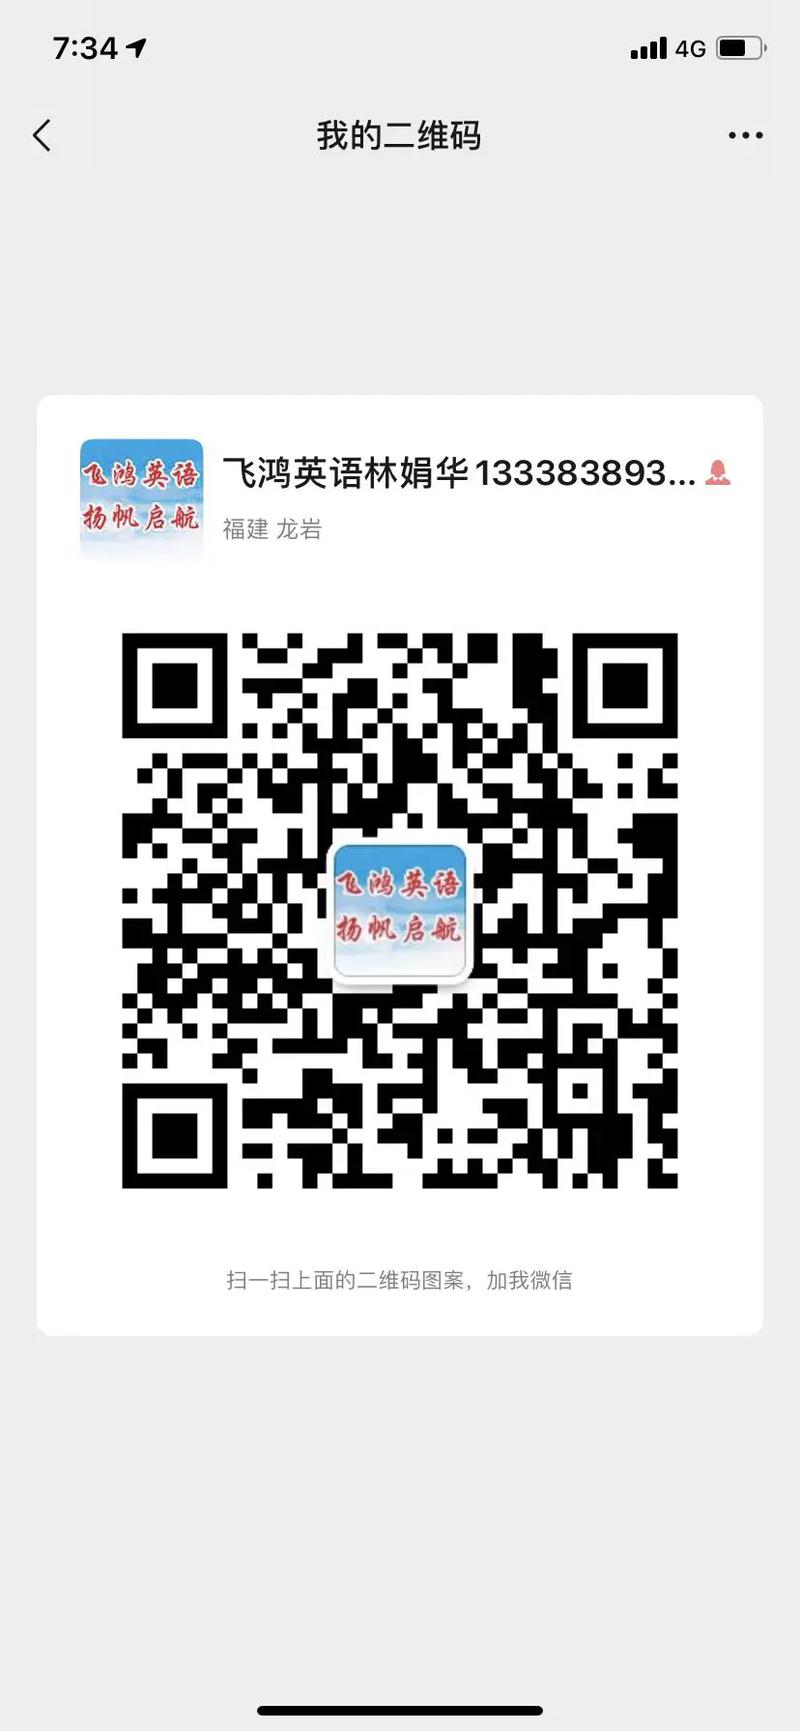 7:34
4G
我的二维码
飞鸿英语
扬帆启航
飞鸿英语林娟华133383893...
福建 龙岩
飞鸿英语
扬帆启航
扫一扫上面的二维码图案，加我微信